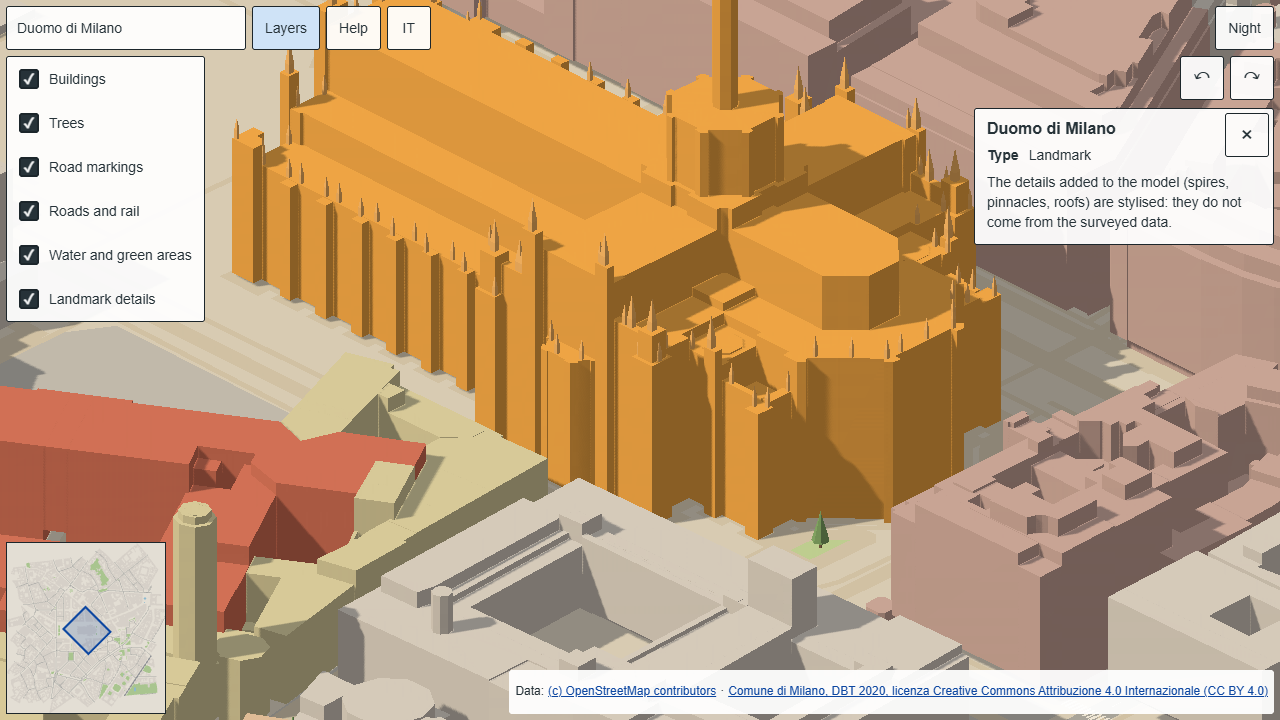 Duomo di Milano
Layers
Help
IT
Night
Buildings
Trees
Road markings
Roads and rail
Water and green areas
Landmark details
Duomo di Milano
Type Landmark
The details added to the model (spires,
pinnacles, roofs) are stylised: they do not
come from the surveyed data.
Data: (c) OpenStreetMap contributors · Comune di Milano, DBT 2020, licenza Creative Commons Attribuzione 4.0 Internazionale (CC BY 4.0)